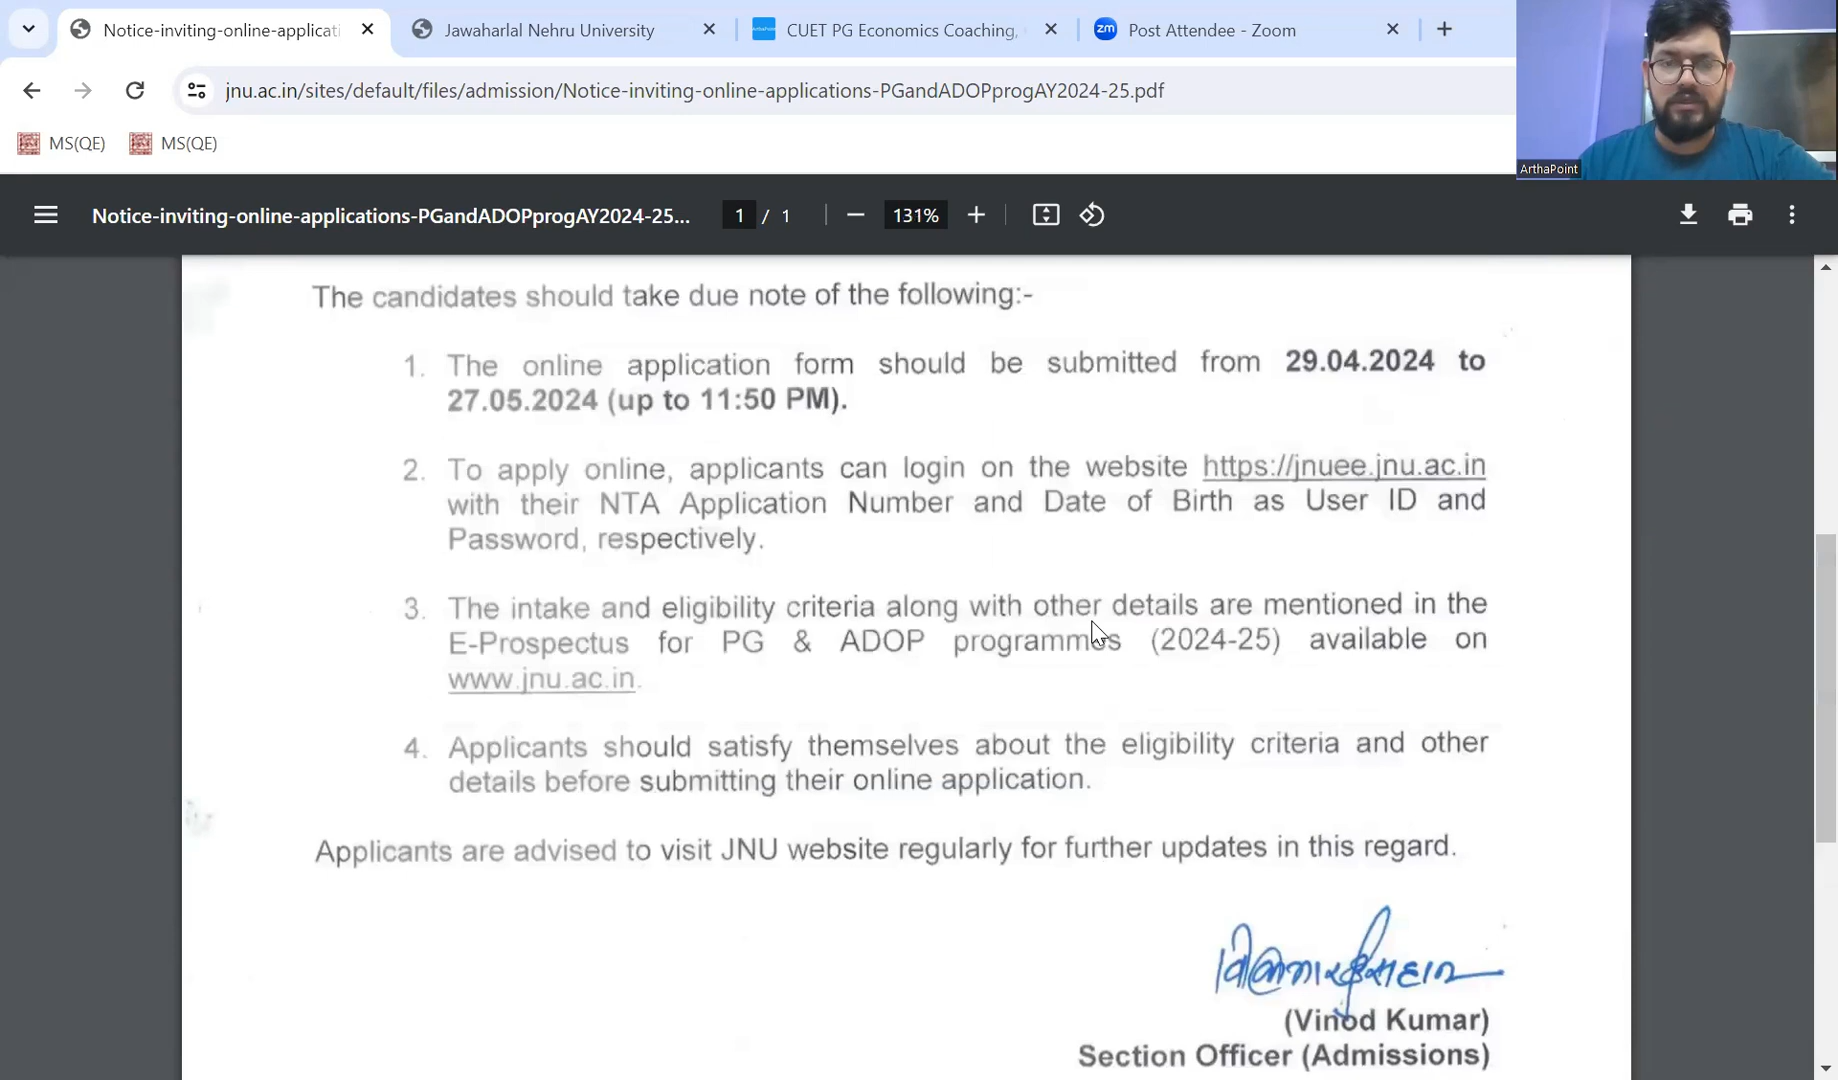 Notice-inviting-online-applicati
Jawaharlal Nehru University
CUET PG Economics Coaching,
zm
Post Attendee - Zoom
jnu.ac.in/sites/default/files/admission/Notice-inviting-online-applications-PGandADOPprogAY2024-25.pdf
MS(QE)
MS(QE)
ArthaPoint
Notice-inviting-online-applications-PGandADOPprogAY2024-25...
1 / 1
131%
The candidates should take due note of the following:-
1. The online application form should be submitted from 29.04.2024 to
27.05.2024 (up to 11:50 PM).
2. To apply online, applicants can login on the website https://jnuee.jnu.ac.in
with their NTA Application Number and Date of Birth as User ID and
Password, respectively.
3. The intake and eligibility criteria along with other details are mentioned in the
E-Prospectus for PG & ADOP programmes (2024-25) available on
www.jnu.ac.in.
4. Applicants should satisfy themselves about the eligibility criteria and other
details before submitting their online application.
Applicants are advised to visit JNU website regularly for further updates in this regard.
(Vinod Kumar)
Section Officer (Admissions)